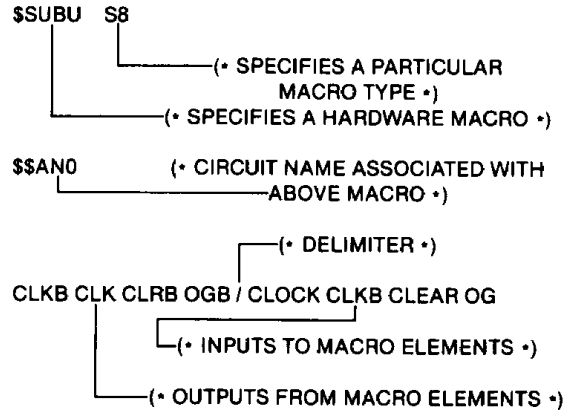 $SUBU S8
(* SPECIFIES A PARTICULAR
MACRO TYPE *)
(* SPECIFIES A HARDWARE MACRO *)
$$AN0 (* CIRCUIT NAME ASSOCIATED WITH
ABOVE MACRO *)
(* DELIMITER *)
CLKB CLK CLRB OGB / CLOCK CLKB CLEAR OG
(* INPUTS TO MACRO ELEMENTS *)
(* OUTPUTS FROM MACRO ELEMENTS *)